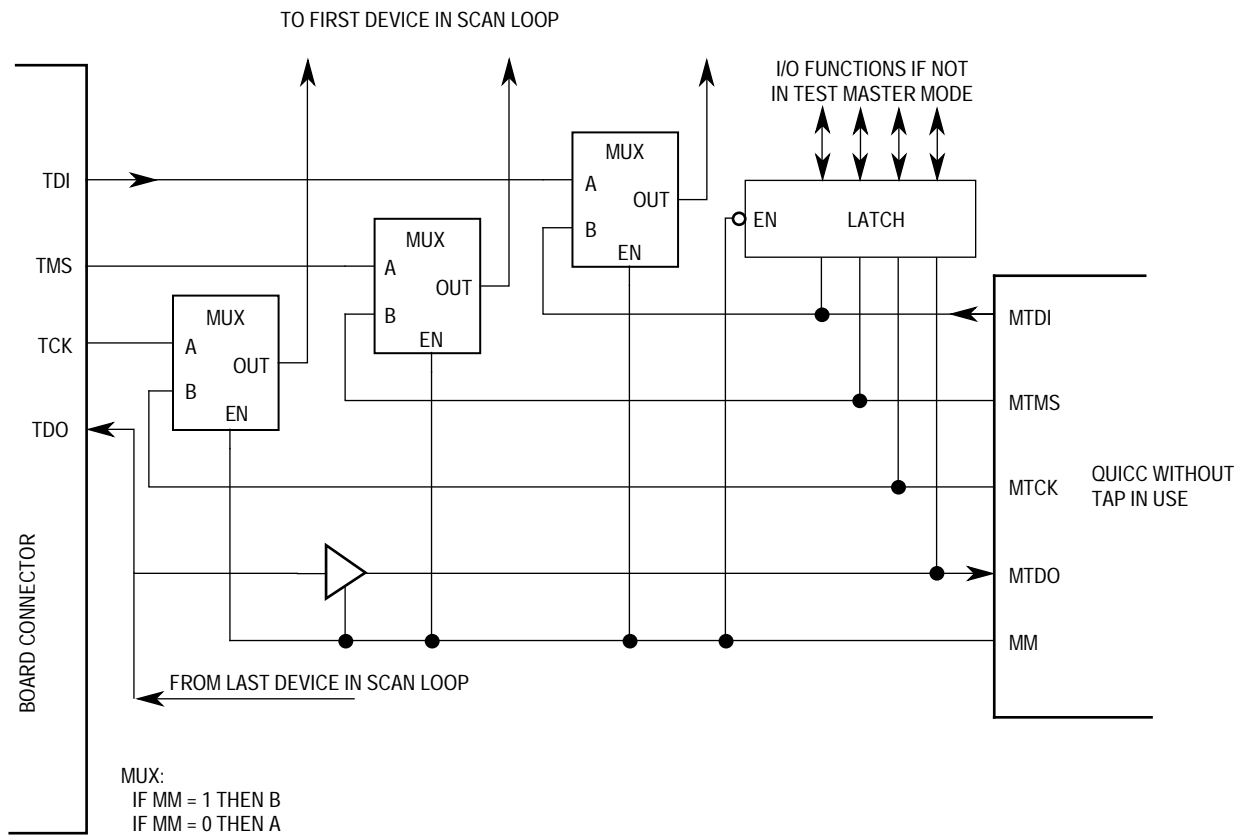 TO FIRST DEVICE IN SCAN LOOP
I/O FUNCTIONS IF NOT
IN TEST MASTER MODE
MUX
A
B
OUT
EN
TDI
EN
LATCH
MUX
A
B
OUT
EN
TMS
MUX
A
B
OUT
EN
TCK
TDO
MTDI
MTMS
MTCK
QUICC WITHOUT
TAP IN USE
MTDO
MM
BOARD CONNECTOR
FROM LAST DEVICE IN SCAN LOOP
MUX:
IF MM = 1 THEN B
IF MM = 0 THEN A